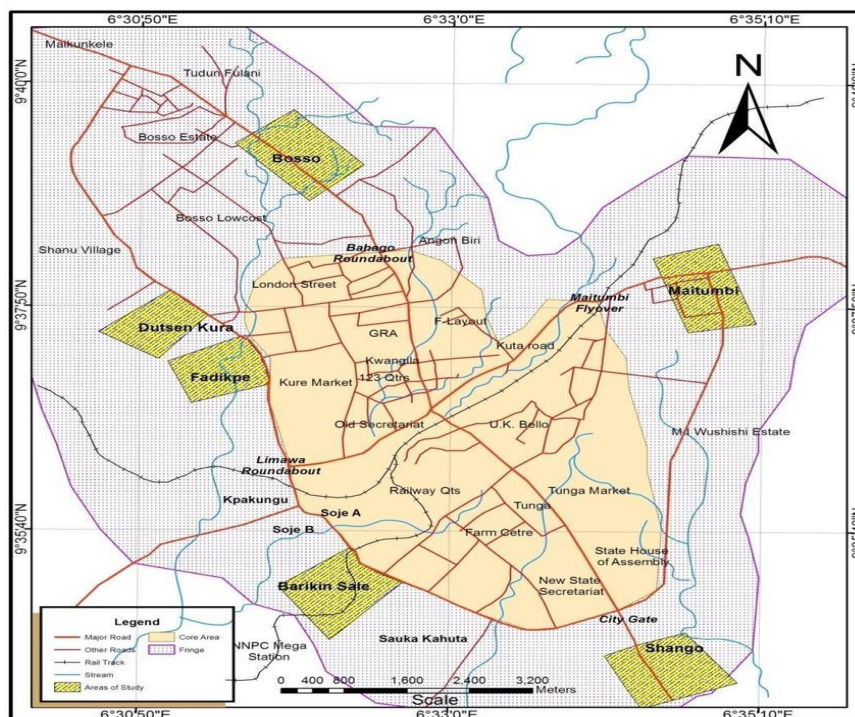 6°30'50"E 6°33'0"E 6°35'10"E
Maikunkele
Tudun Fulani
N
9°40'0"N
Bosso Estate
Bosso
Bosso Lowcost
Shanu Village
Bahago
Roundabout
Angon Biri
London Street
Maitumbi
Maitumbi
Flyover
9°37'50"N
Dutsen Kura
F-Layout
GRA
Kuta road
Kwangila
Fadikpe
Kure Market
123 Qtrs
Old Secretariat
U.K. Bello
M.I Wushishi Estate
Limawa
Roundabout
Railway Qts
Tunga Market
Kpakungu
Tunga
Soje A
9°35'40"N
Soje B
Farm Cetre
State House
of Assembly
Barikin Sale
New State
Secretariat
City Gate
Sauka Kahuta
Shango
NNPC Mega
Station
Legend
Major Road
Core Area
Other Roads
Fringe
Rail Track
Stream
Areas of Study
0 400 800 1,600 2,400 3,200
Meters
Scale
6°30'50"E 6°33'0"E 6°35'10"E